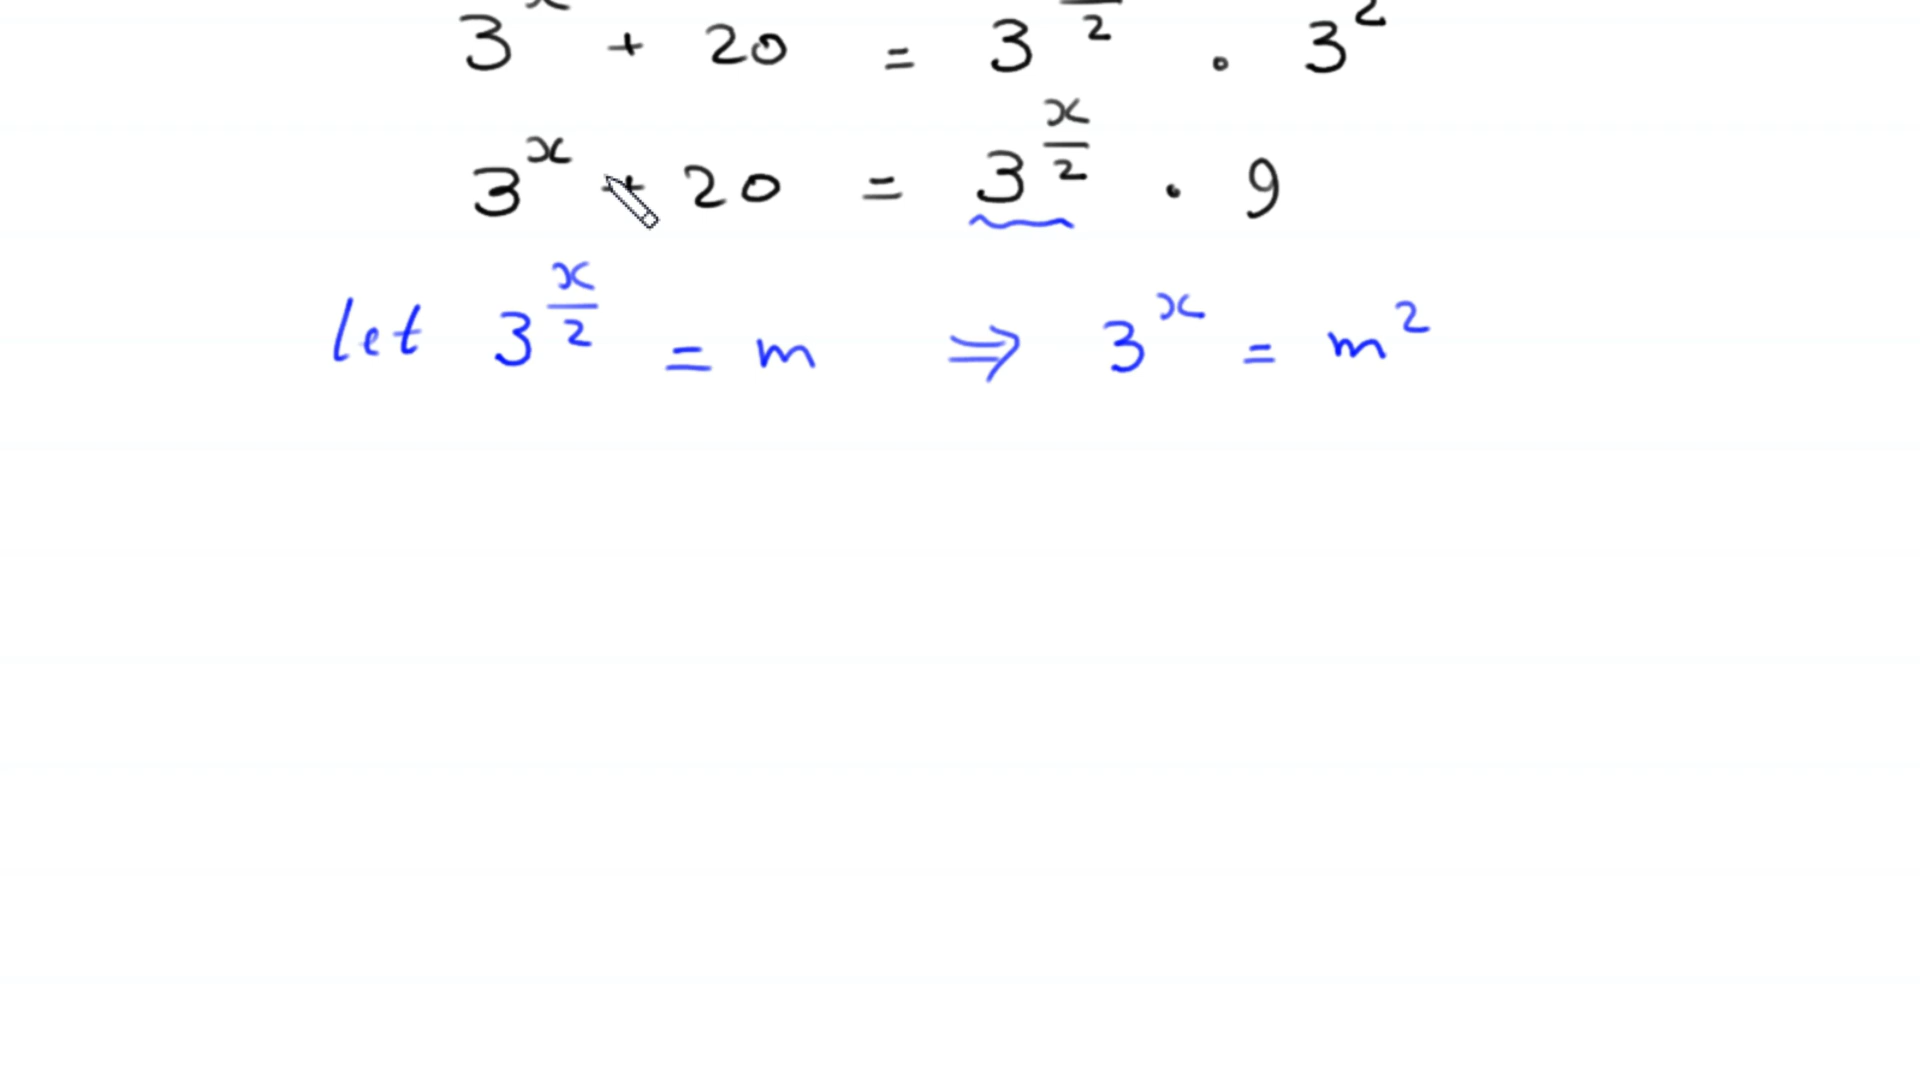 3^x + 20 = 3^{x/2} . 3^2
3^x + 20 = 3^{x/2} . 9
let 3^{x/2} = m ⇒ 3^x = m^2